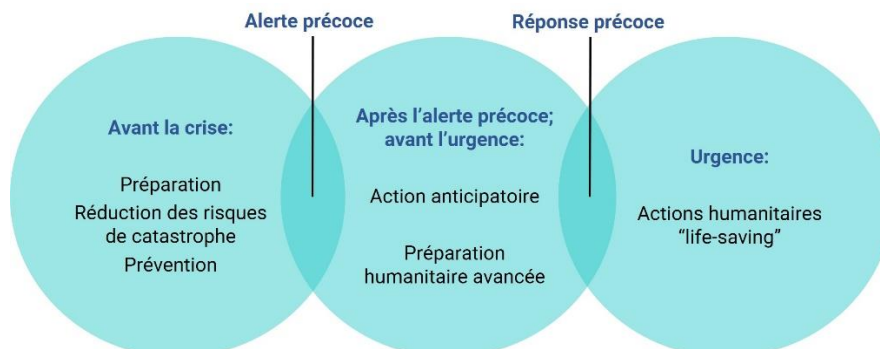 Alerte précoce
Réponse précoce
Avant la crise:
Préparation
Réduction des risques
de catastrophe
Prévention
Après l’alerte précoce;
avant l’urgence:
Action anticipatoire
Préparation
humanitaire avancée
Urgence:
Actions humanitaires
“life-saving”